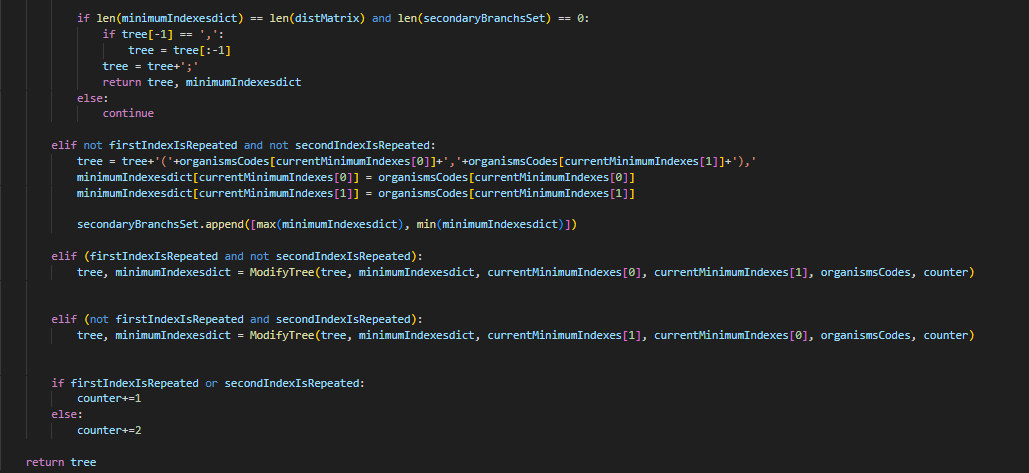 if len(minimumIndexesdict) == len(distMatrix) and len(secondaryBranchsSet) == 0:
if tree[-1] == ',':
tree = tree[:-1]
tree = tree+';'
return tree, minimumIndexesdict
else:
continue
elif not firstIndexIsRepeated and not secondIndexIsRepeated:
tree = tree+'('+organismsCodes[currentMinimumIndexes[0]]+','+organismsCodes[currentMinimumIndexes[1]]+'),'
minimumIndexesdict[currentMinimumIndexes[0]] = organismsCodes[currentMinimumIndexes[0]]
minimumIndexesdict[currentMinimumIndexes[1]] = organismsCodes[currentMinimumIndexes[1]]
secondaryBranchsSet.append([max(minimumIndexesdict), min(minimumIndexesdict)])
elif (firstIndexIsRepeated and not secondIndexIsRepeated):
tree, minimumIndexesdict = ModifyTree(tree, minimumIndexesdict, currentMinimumIndexes[0], currentMinimumIndexes[1], organismsCodes, counter)
elif (not firstIndexIsRepeated and secondIndexIsRepeated):
tree, minimumIndexesdict = ModifyTree(tree, minimumIndexesdict, currentMinimumIndexes[1], currentMinimumIndexes[0], organismsCodes, counter)
if firstIndexIsRepeated or secondIndexIsRepeated:
counter+=1
else:
counter+=2
return tree